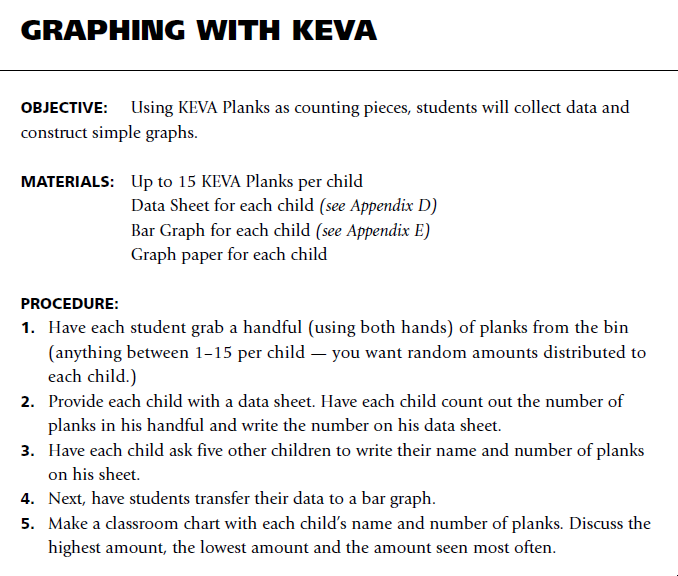 GRAPHING WITH KEVA
OBJECTIVE: Using KEVA Planks as counting pieces, students will collect data and
construct simple graphs.
MATERIALS: Up to 15 KEVA Planks per child
Data Sheet for each child (see Appendix D)
Bar Graph for each child (see Appendix E)
Graph paper for each child
PROCEDURE:
1. Have each student grab a handful (using both hands) of planks from the bin
(anything between 1–15 per child — you want random amounts distributed to
each child.)
2. Provide each child with a data sheet. Have each child count out the number of
planks in his handful and write the number on his data sheet.
3. Have each child ask five other children to write their name and number of planks
on his sheet.
4. Next, have students transfer their data to a bar graph.
5. Make a classroom chart with each child’s name and number of planks. Discuss the
highest amount, the lowest amount and the amount seen most often.